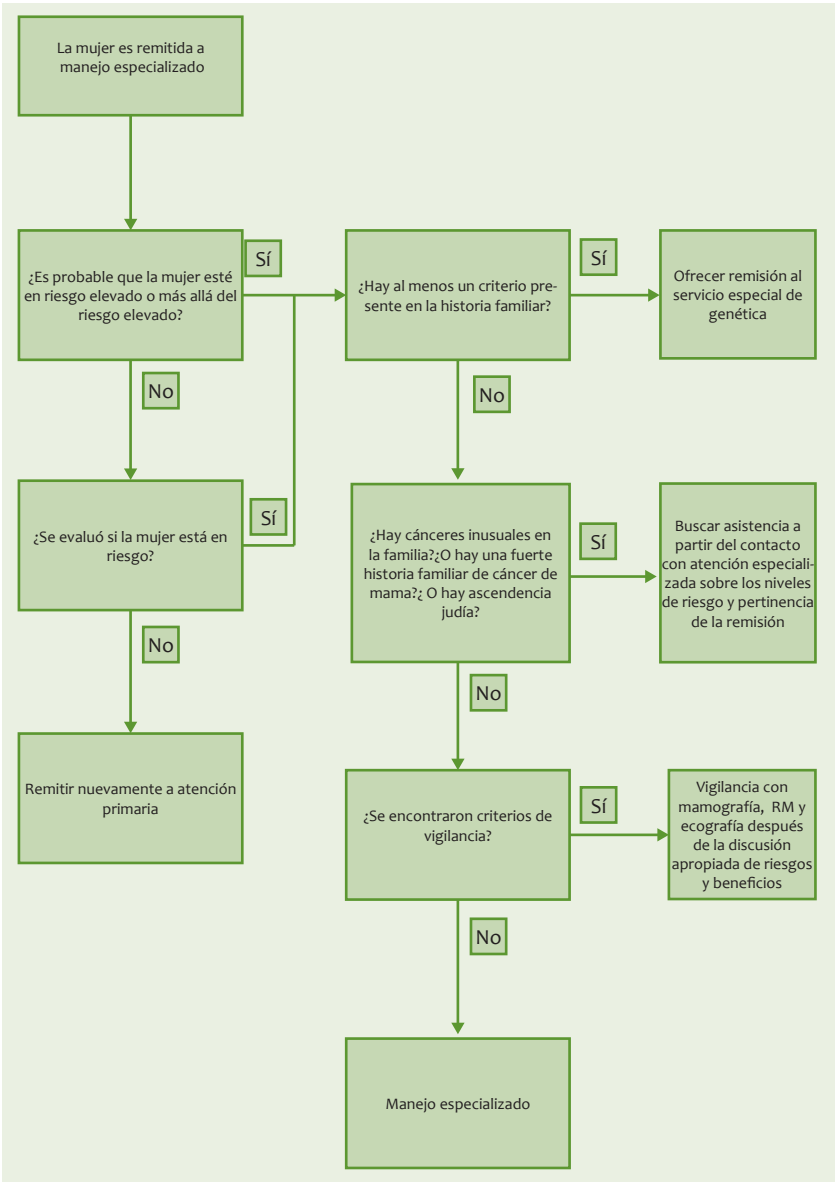 La mujer es remitida a
manejo especializado
¿Es probable que la mujer esté
en riesgo elevado o más allá del
riesgo elevado?
Sí
¿Hay al menos un criterio pre-
sente en la historia familiar?
Sí
Ofrecer remisión al
servicio especial de
genética
No
No
¿Se evaluó si la mujer está en
riesgo?
Sí
¿Hay cánceres inusuales en
la familia?¿O hay una fuerte
historia familiar de cáncer de
mama?¿ O hay ascendencia
judía?
Sí
Buscar asistencia a
partir del contacto
con atención especiali-
zada sobre los niveles
de riesgo y pertinencia
de la remisión
No
No
Remitir nuevamente a atención
primaria
¿Se encontraron criterios de
vigilancia?
Sí
Vigilancia con
mamografía, RM y
ecografía después
de la discusión
apropiada de riesgos
y beneficios
No
Manejo especializado